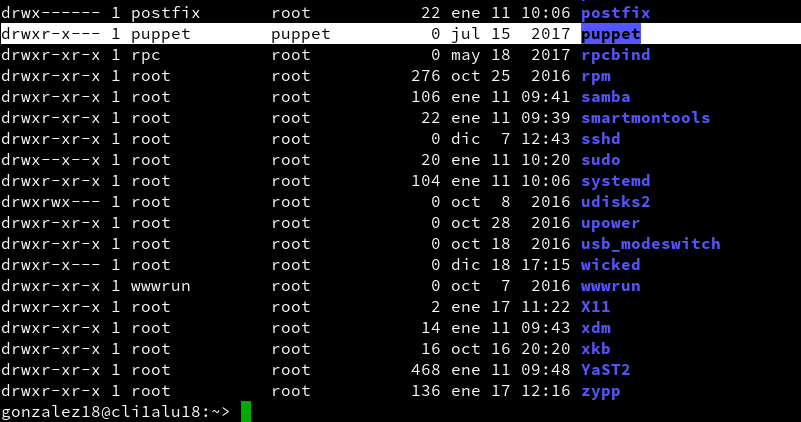 drwx------ 1 postfix       root           22 ene 11 10:06 postfix
drwxr-x--- 1 puppet        puppet          0 jul 15  2017 puppet
drwxr-xr-x 1 rpc           root            0 may 18  2017 rpcbind
drwxr-xr-x 1 root          root          276 oct 25  2016 rpm
drwxr-xr-x 1 root          root          106 ene 11 09:41 samba
drwxr-xr-x 1 root          root           22 ene 11 09:39 smartmontools
drwxr-xr-x 1 root          root            0 dic  7 12:43 sshd
drwx--x--x 1 root          root           20 ene 11 10:20 sudo
drwxr-xr-x 1 root          root          104 ene 11 10:06 systemd
drwxrwx--- 1 root          root            0 oct  8  2016 udisks2
drwxr-xr-x 1 root          root            0 oct 28  2016 upower
drwxr-xr-x 1 root          root            0 oct 18  2016 usb_modeswitch
drwxr-x--- 1 root          root            0 dic 18 17:15 wicked
drwxr-xr-x 1 wwwrun        root            0 oct  7  2016 wwwrun
drwxr-xr-x 1 root          root            2 ene 17 11:22 X11
drwxr-xr-x 1 root          root           14 ene 11 09:43 xdm
drwxr-xr-x 1 root          root           16 oct 16 20:20 xkb
drwxr-xr-x 1 root          root          468 ene 11 09:48 YaST2
drwxr-xr-x 1 root          root          136 ene 17 12:16 zypp
gonzalez18@cli1alu18:~>